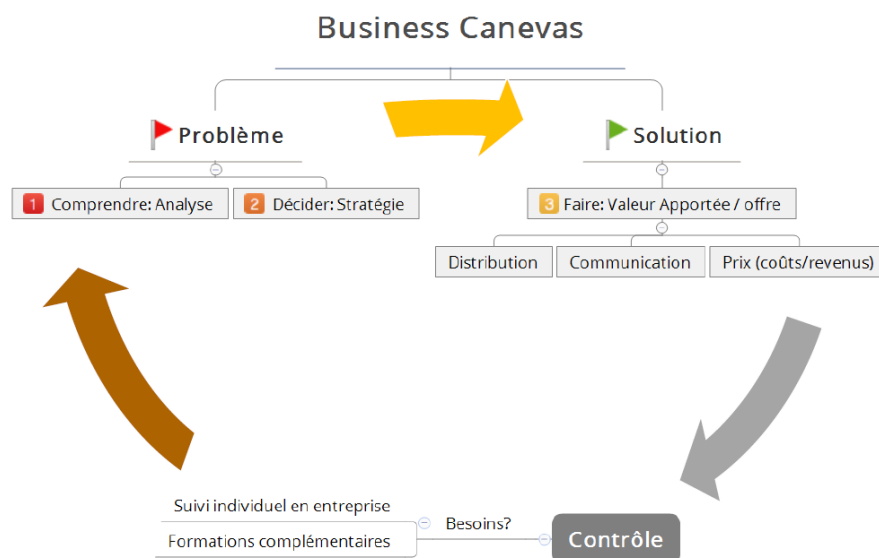 Business Canevas
Problème
Solution
1 Comprendre: Analyse
2 Décider: Stratégie
3 Faire: Valeur Apportée / offre
Distribution
Communication
Prix (coûts/revenus)
Suivi individuel en entreprise
Formations complémentaires
Besoins?
Contrôle